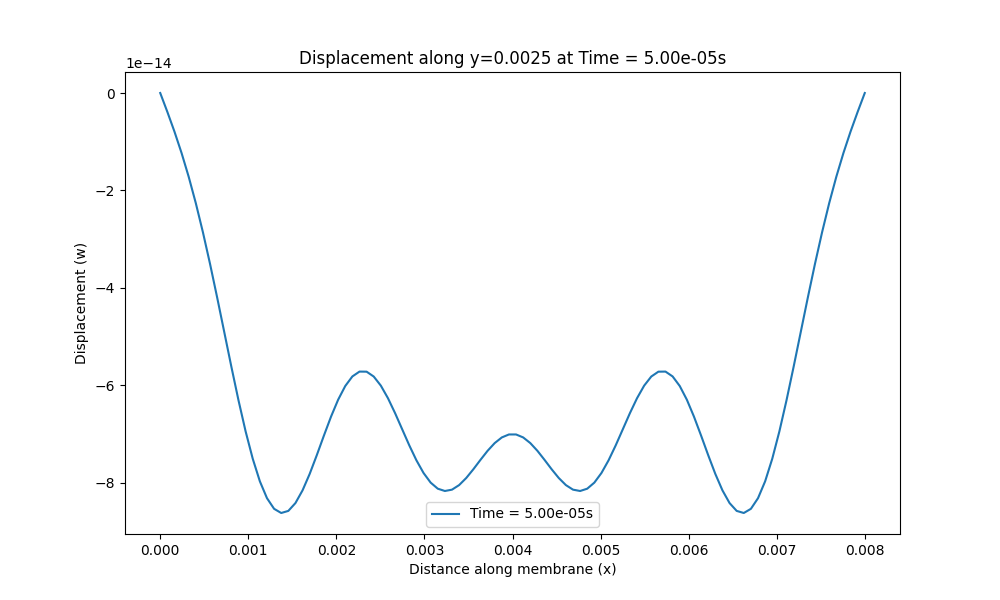 Displacement along y=0.0025 at Time = 5.00e-05s
1e−14
0
−2
−4
−6
−8
Displacement (w)
Time = 5.00e-05s
0.000 0.001 0.002 0.003 0.004 0.005 0.006 0.007 0.008
Distance along membrane (x)